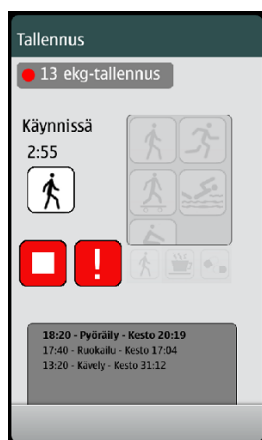 Tallennus
13 ekg-tallennus
Käynnissä
2:55
!
18:20 - Pyöräily - Kesto 20:19
17:40 - Ruokailu - Kesto 17:04
13:20 - Kävely - Kesto 31:12